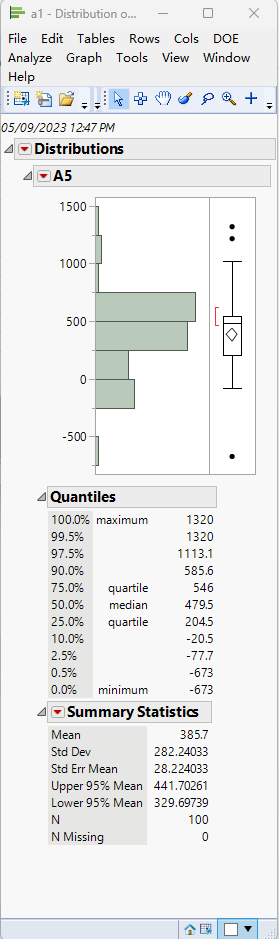 a1 - Distribution o...
File Edit Tables Rows Cols DOE
Analyze Graph Tools View Window
Help
05/09/2023 12:47 PM
Distributions
A5
1500
1000
500
0
-500
Quantiles
100.0% maximum 1320
99.5% 1320
97.5% 1113.1
90.0% 585.6
75.0% quartile 546
50.0% median 479.5
25.0% quartile 204.5
10.0% -20.5
2.5% -77.7
0.5% -673
0.0% minimum -673
Summary Statistics
Mean 385.7
Std Dev 282.24033
Std Err Mean 28.224033
Upper 95% Mean 441.70261
Lower 95% Mean 329.69739
N 100
N Missing 0